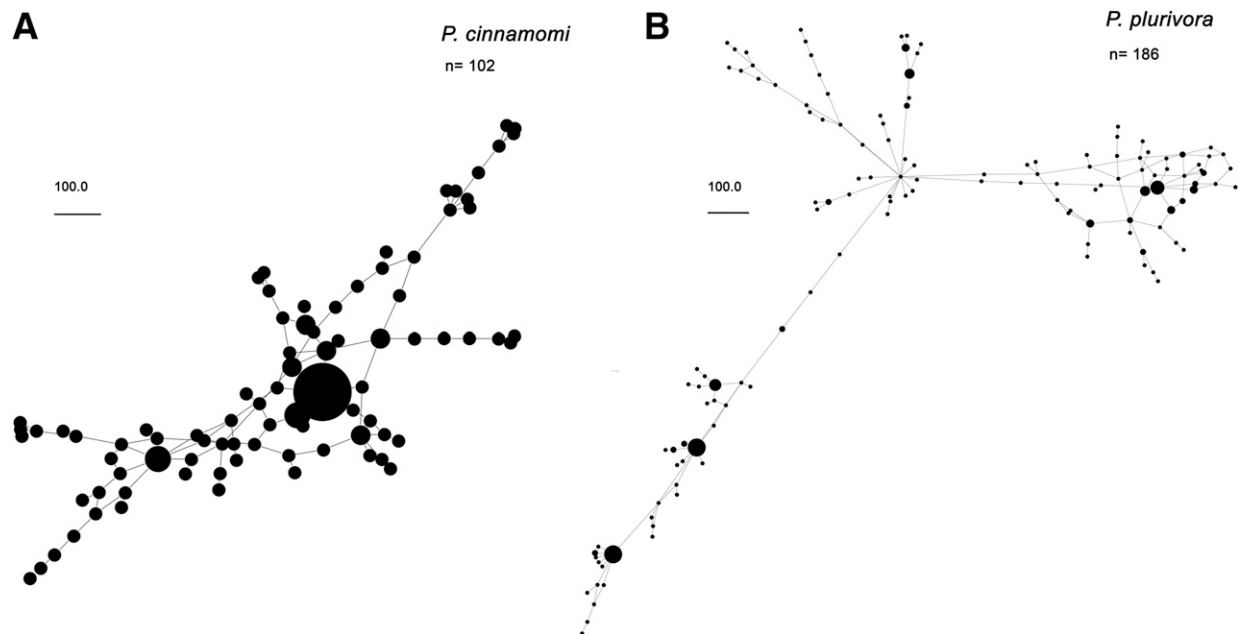 A
P. cinnamomi
n= 102
100.0
B
P. plurivora
n= 186
100.0